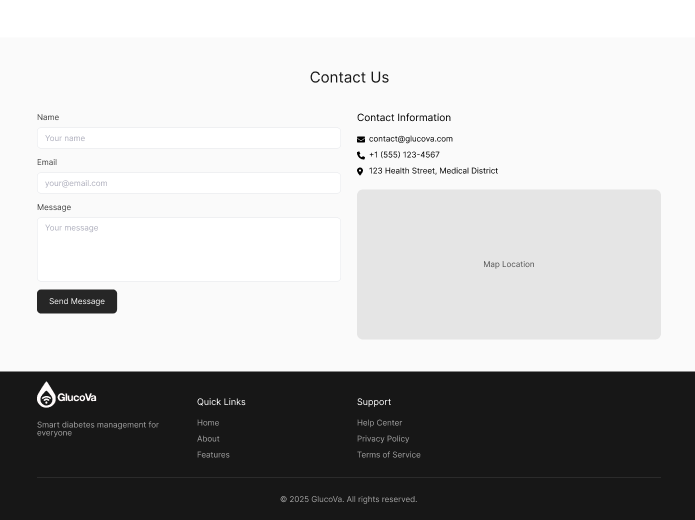 Contact Us
Name
Your name
Email
your@email.com
Message
Your message
Send Message
Contact Information
contact@glucova.com
+1 (555) 123-4567
123 Health Street, Medical District
Map Location
GlucoVa
Smart diabetes management for
everyone
Quick Links
Home
About
Features
Support
Help Center
Privacy Policy
Terms of Service
© 2025 GlucoVa. All rights reserved.